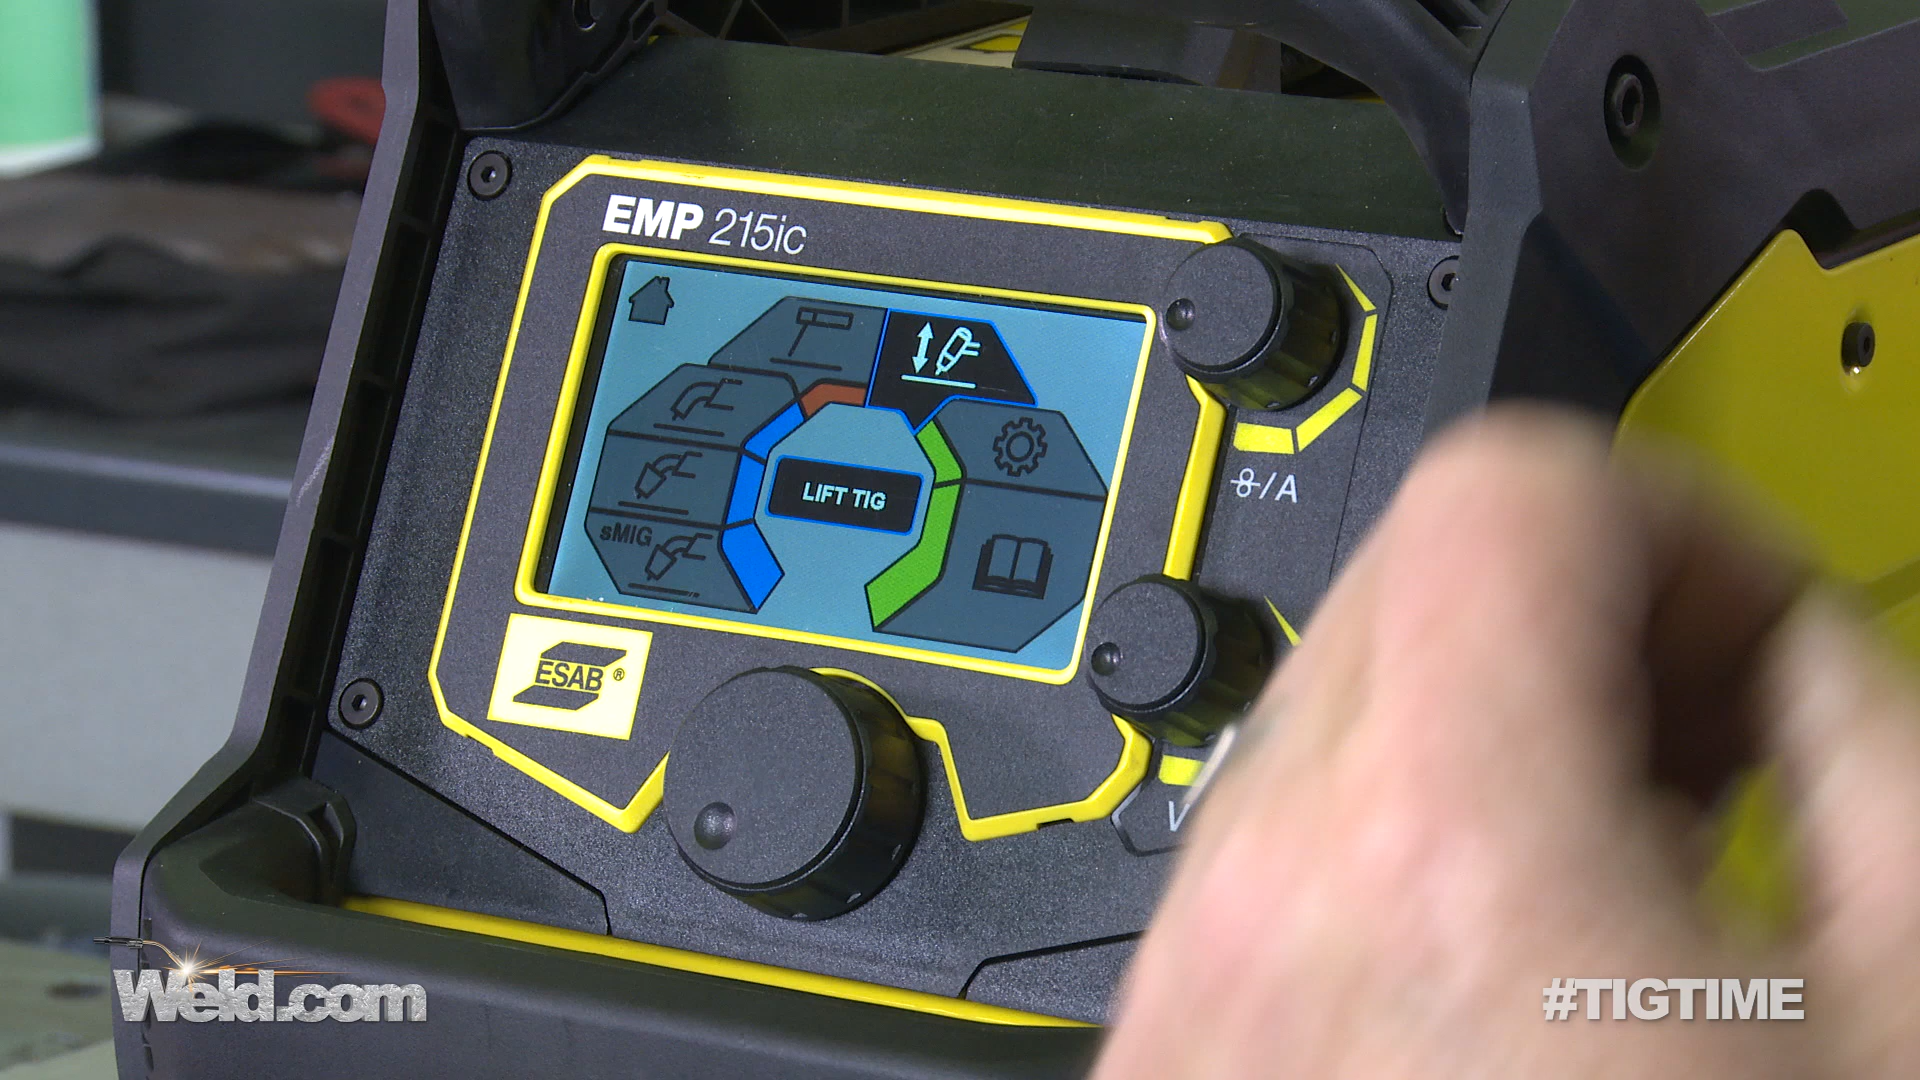 EMP 215ic
LIFT TIG
sMIG
/A
ESAB®
V
Weld.com
#TIGTIME